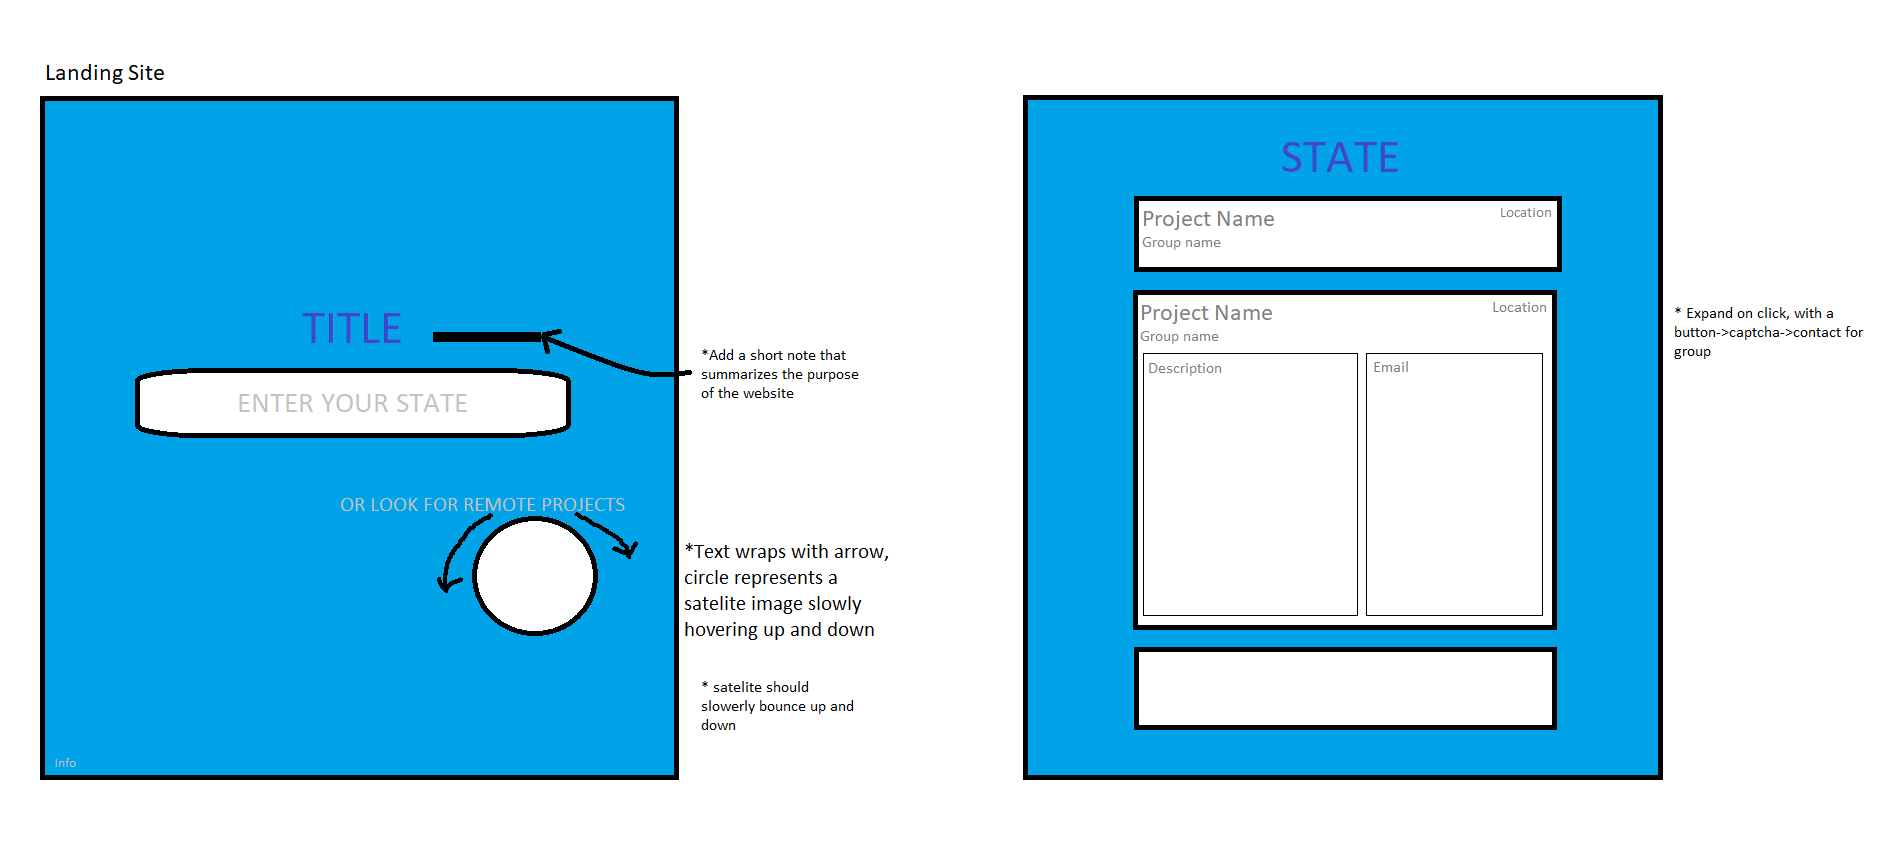 Landing Site
TITLE
*Add a short note that
summarizes the purpose
of the website
ENTER YOUR STATE
OR LOOK FOR REMOTE PROJECTS
*Text wraps with arrow,
circle represents a
satelite image slowly
hovering up and down
* satelite should
slowerly bounce up and
down
Info
STATE
Project Name
Location
Group name
Project Name
Location
Group name
Description
Email
* Expand on click, with a
button->captcha->contact for
group